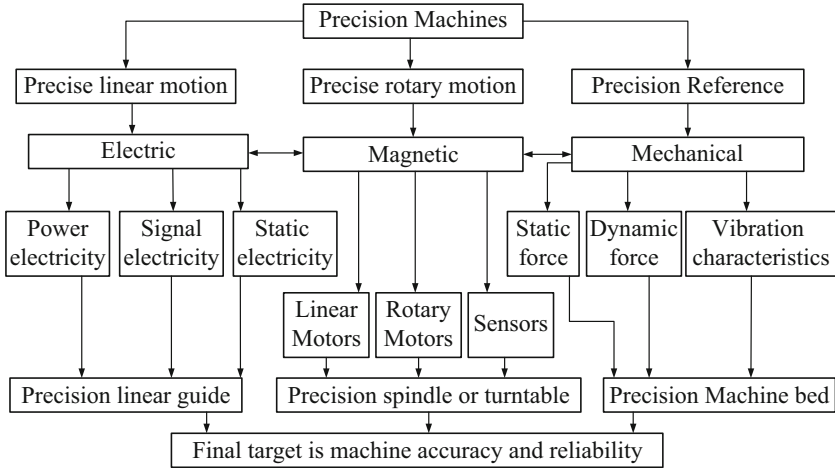 Precision Machines
Precise linear motion
Precise rotary motion
Precision Reference
Electric
Magnetic
Mechanical
Power
electricity
Signal
electricity
Static
electricity
Static
force
Dynamic
force
Vibration
characteristics
Linear
Motors
Rotary
Motors
Sensors
Precision linear guide
Precision spindle or turntable
Precision Machine bed
Final target is machine accuracy and reliability